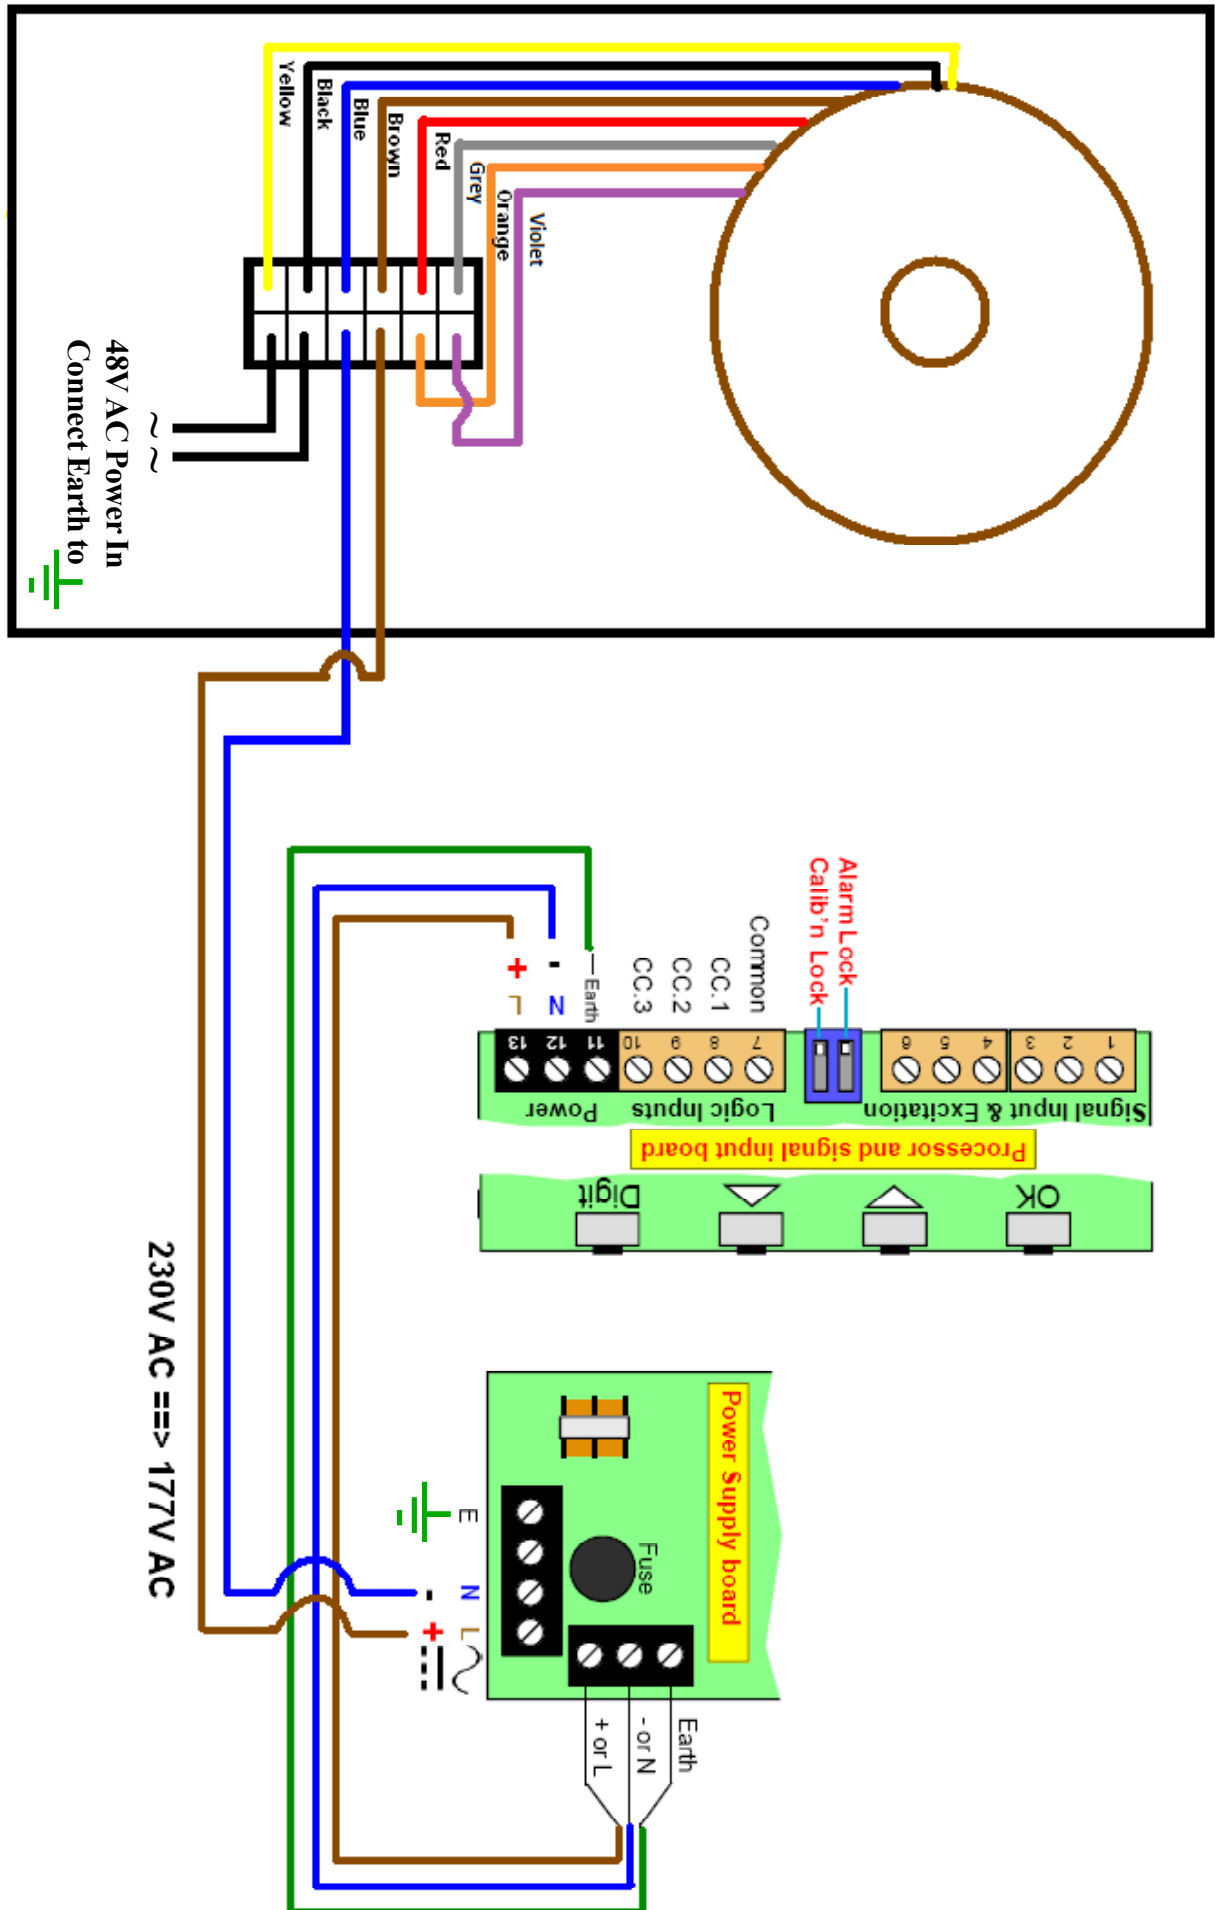 Yellow
Black
Blue
Brown
Red
Grey
Orange
Violet
48V AC Power In
Connect Earth to
~
~
Alarm Lock
Calib'n Lock
Common
CC.1
CC.2
CC.3
Earth
- N
+ L
1 2 3 4 5 6 7 8 9 10 11 12 13
Signal Input & Excitation
Logic Inputs
Power
Processor and signal input board
OK
Digit
230V AC ==> 177V AC
Power Supply board
Fuse
E
N -
L +
Earth
- or N
+ or L